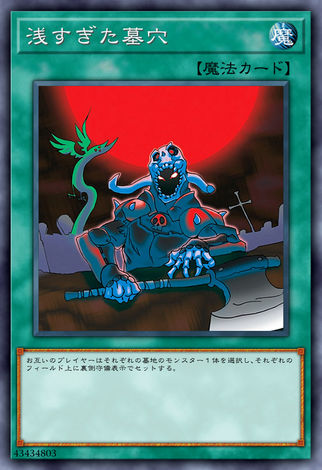 浅すぎた墓穴
魔
【魔法カード】
お互いのプレイヤーはそれぞれの墓地のモンスター１体を選択し、それぞれの
フィールド上に裏側守備表示でセットする。
43434803